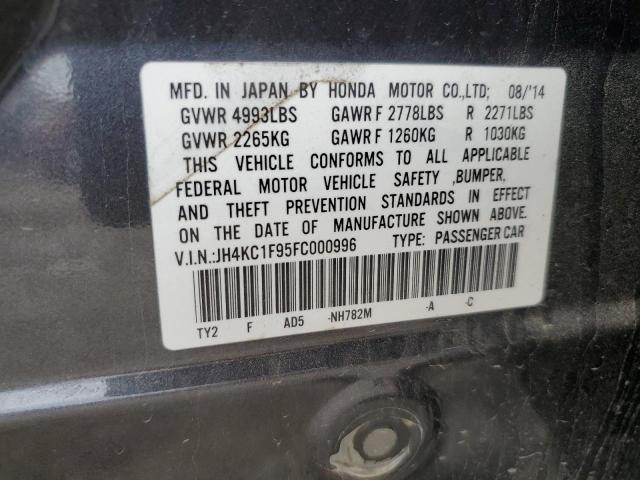 MFD. IN JAPAN BY HONDA MOTOR CO.,LTD; 08/'14
GVWR 4993LBS GAWR F 2778LBS R 2271LBS
GVWR 2265KG GAWR F 1260KG R 1030KG
THIS VEHICLE CONFORMS TO ALL APPLICABLE
FEDERAL MOTOR VEHICLE SAFETY ,BUMPER,
AND THEFT PREVENTION STANDARDS IN EFFECT
ON THE DATE OF MANUFACTURE SHOWN ABOVE.
V.I.N.:JH4KC1F95FC000996 TYPE: PASSENGER CAR
TY2 F AD5 -NH782M -A -C